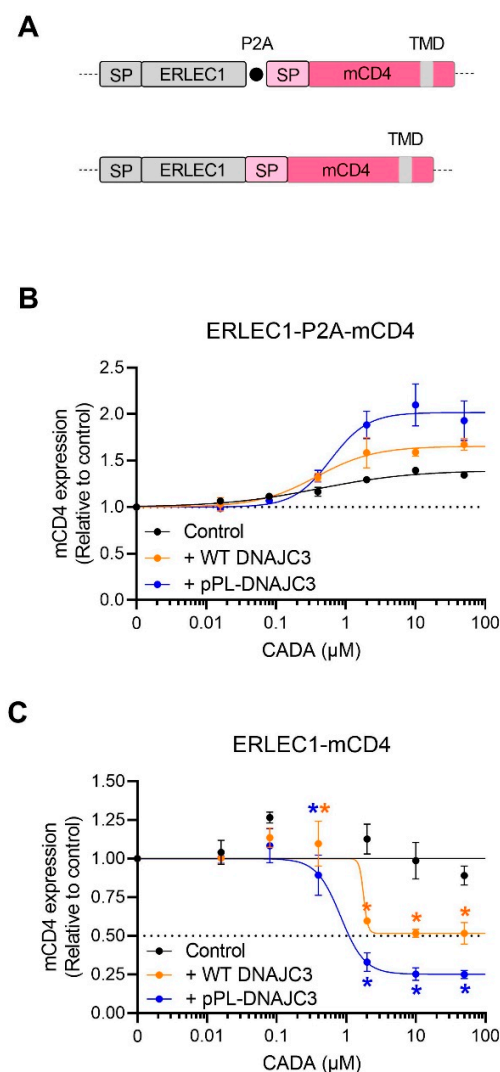 A
P2A
TMD
SP ERLEC1 SP mCD4
TMD
SP ERLEC1 SP mCD4
B
ERLEC1-P2A-mCD4
mCD4 expression
(Relative to control)
2.5
2.0
1.5
1.0
0.5
0.0
Control
+ WT DNAJC3
+ pPL-DNAJC3
0 0.01 0.1 1 10 100
CADA (µM)
C
ERLEC1-mCD4
mCD4 expression
(Relative to control)
1.50
1.25
1.00
0.75
0.50
0.25
0.00
* *
* * *
* * *
Control
+ WT DNAJC3
+ pPL-DNAJC3
0 0.01 0.1 1 10 100
CADA (µM)